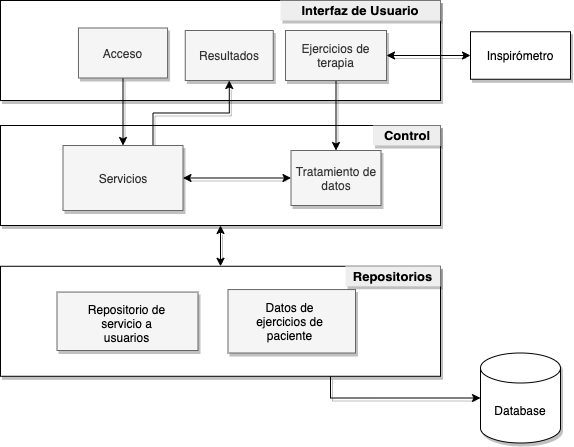 Interfaz de Usuario
Acceso
Resultados
Ejercicios de
terapia
Inspirómetro
Control
Servicios
Tratamiento de
datos
Repositorios
Repositorio de
servicio a
usuarios
Datos de
ejercicios de
paciente
Database